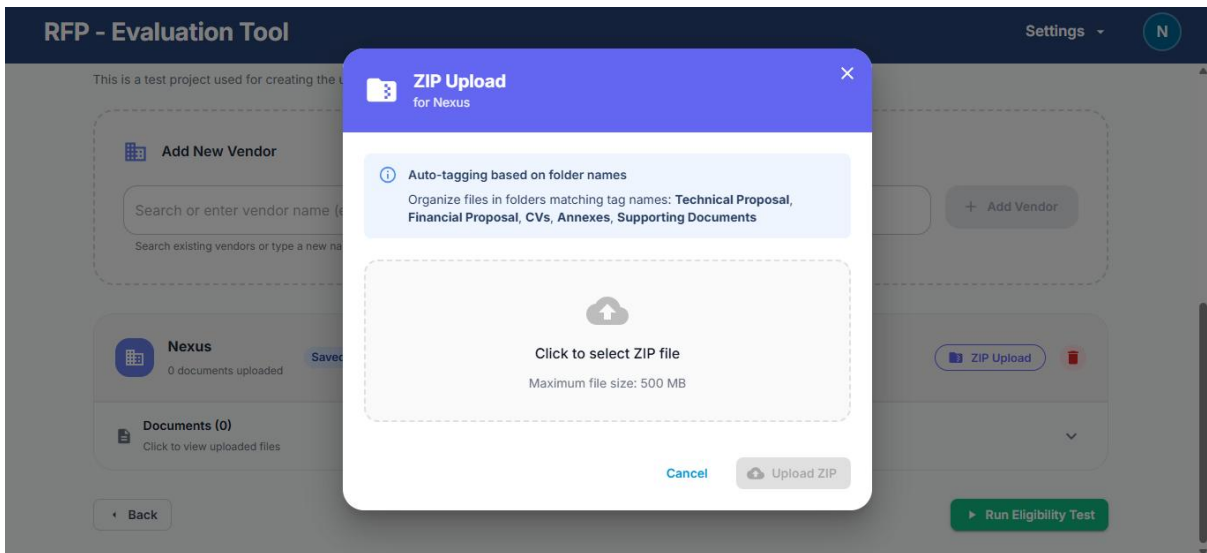 RFP - Evaluation Tool
Settings
N
This is a test project used for creating the u
Add New Vendor
Search or enter vendor name (e
+ Add Vendor
Search existing vendors or type a new na
ZIP Upload
for Nexus
Auto-tagging based on folder names
Organize files in folders matching tag names: Technical Proposal,
Financial Proposal, CVs, Annexes, Supporting Documents
Click to select ZIP file
Maximum file size: 500 MB
Cancel
Upload ZIP
Nexus
0 documents uploaded
Saved
ZIP Upload
Documents (0)
Click to view uploaded files
Back
Run Eligibility Test